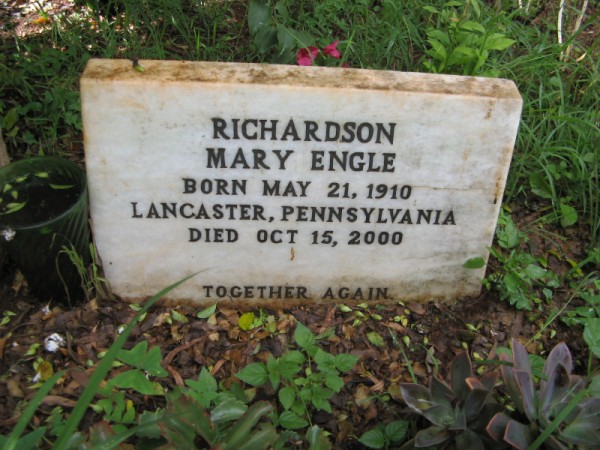 RICHARDSON
MARY ENGLE
BORN MAY 21, 1910
LANCASTER, PENNSYLVANIA
DIED OCT 15, 2000
TOGETHER AGAIN.